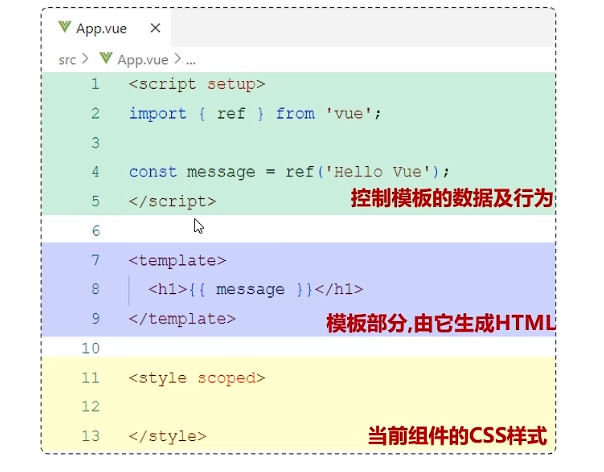 App.vue ×
src > App.vue > ...
1 <script setup>
2 import { ref } from 'vue';
3
4 const message = ref('Hello Vue');
5 </script>
控制模板的数据及行为
6
7 <template>
8 <h1>{{ message }}</h1>
9 </template>
模板部分,由它生成HTML
10
11 <style scoped>
12
13 </style>
当前组件的CSS样式